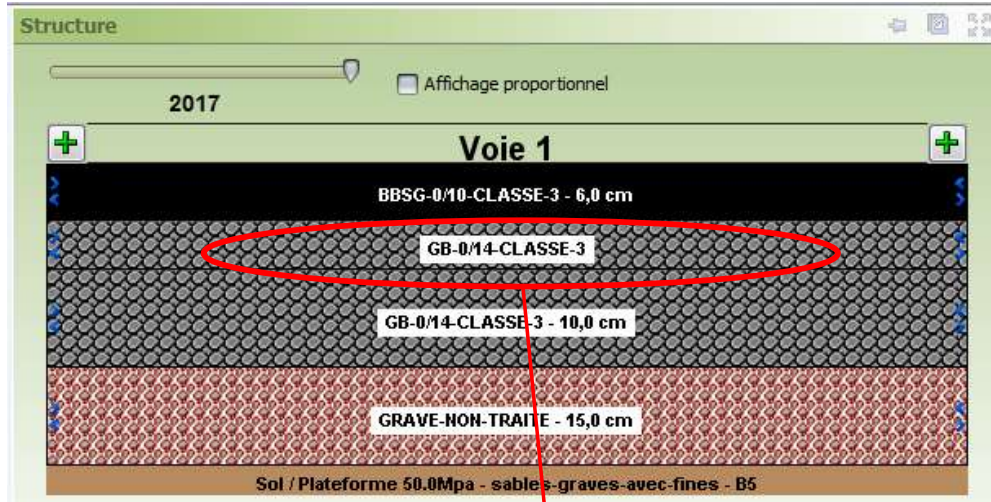 Structure
Affichage proportionnel
2017
Voie 1
BBSG-0/10-CLASSE-3 - 6,0 cm
GB-0/14-CLASSE-3
GB-0/14-CLASSE-3 - 10,0 cm
GRAVE-NON-TRAITE - 15,0 cm
Sol / Plateforme 50.0Mpa - sables-graves-avec-fines - B5